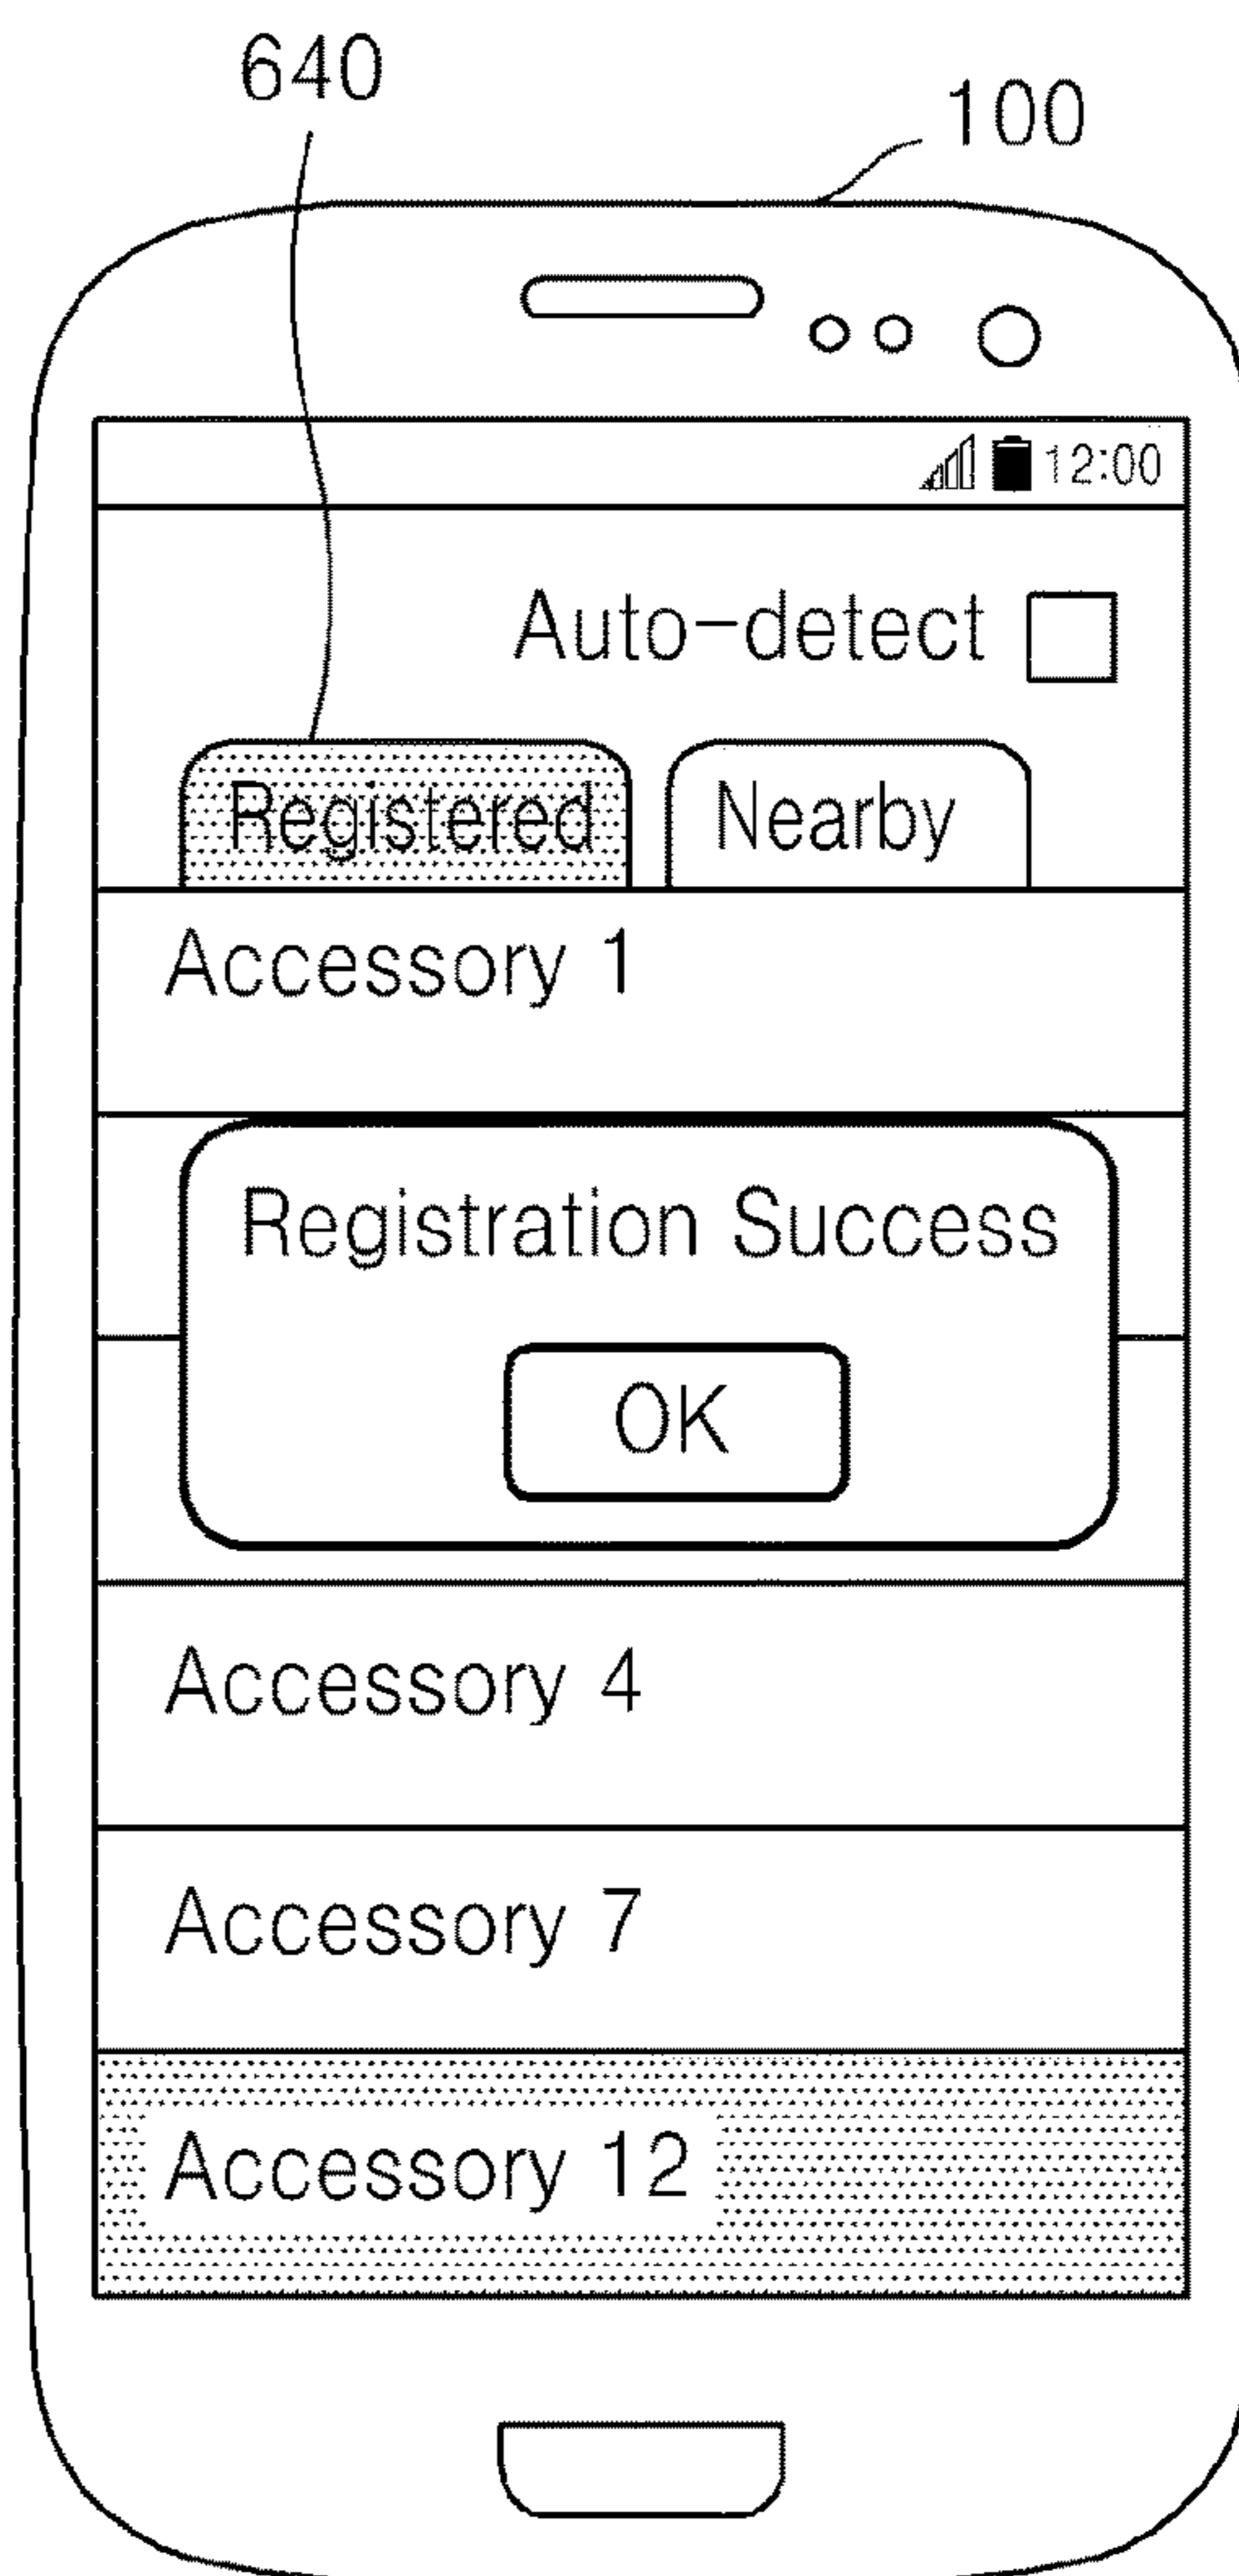 640
100
12:00
Auto-detect
Registered Nearby
Accessory 1
Registration Success
OK
Accessory 4
Accessory 7
Accessory 12